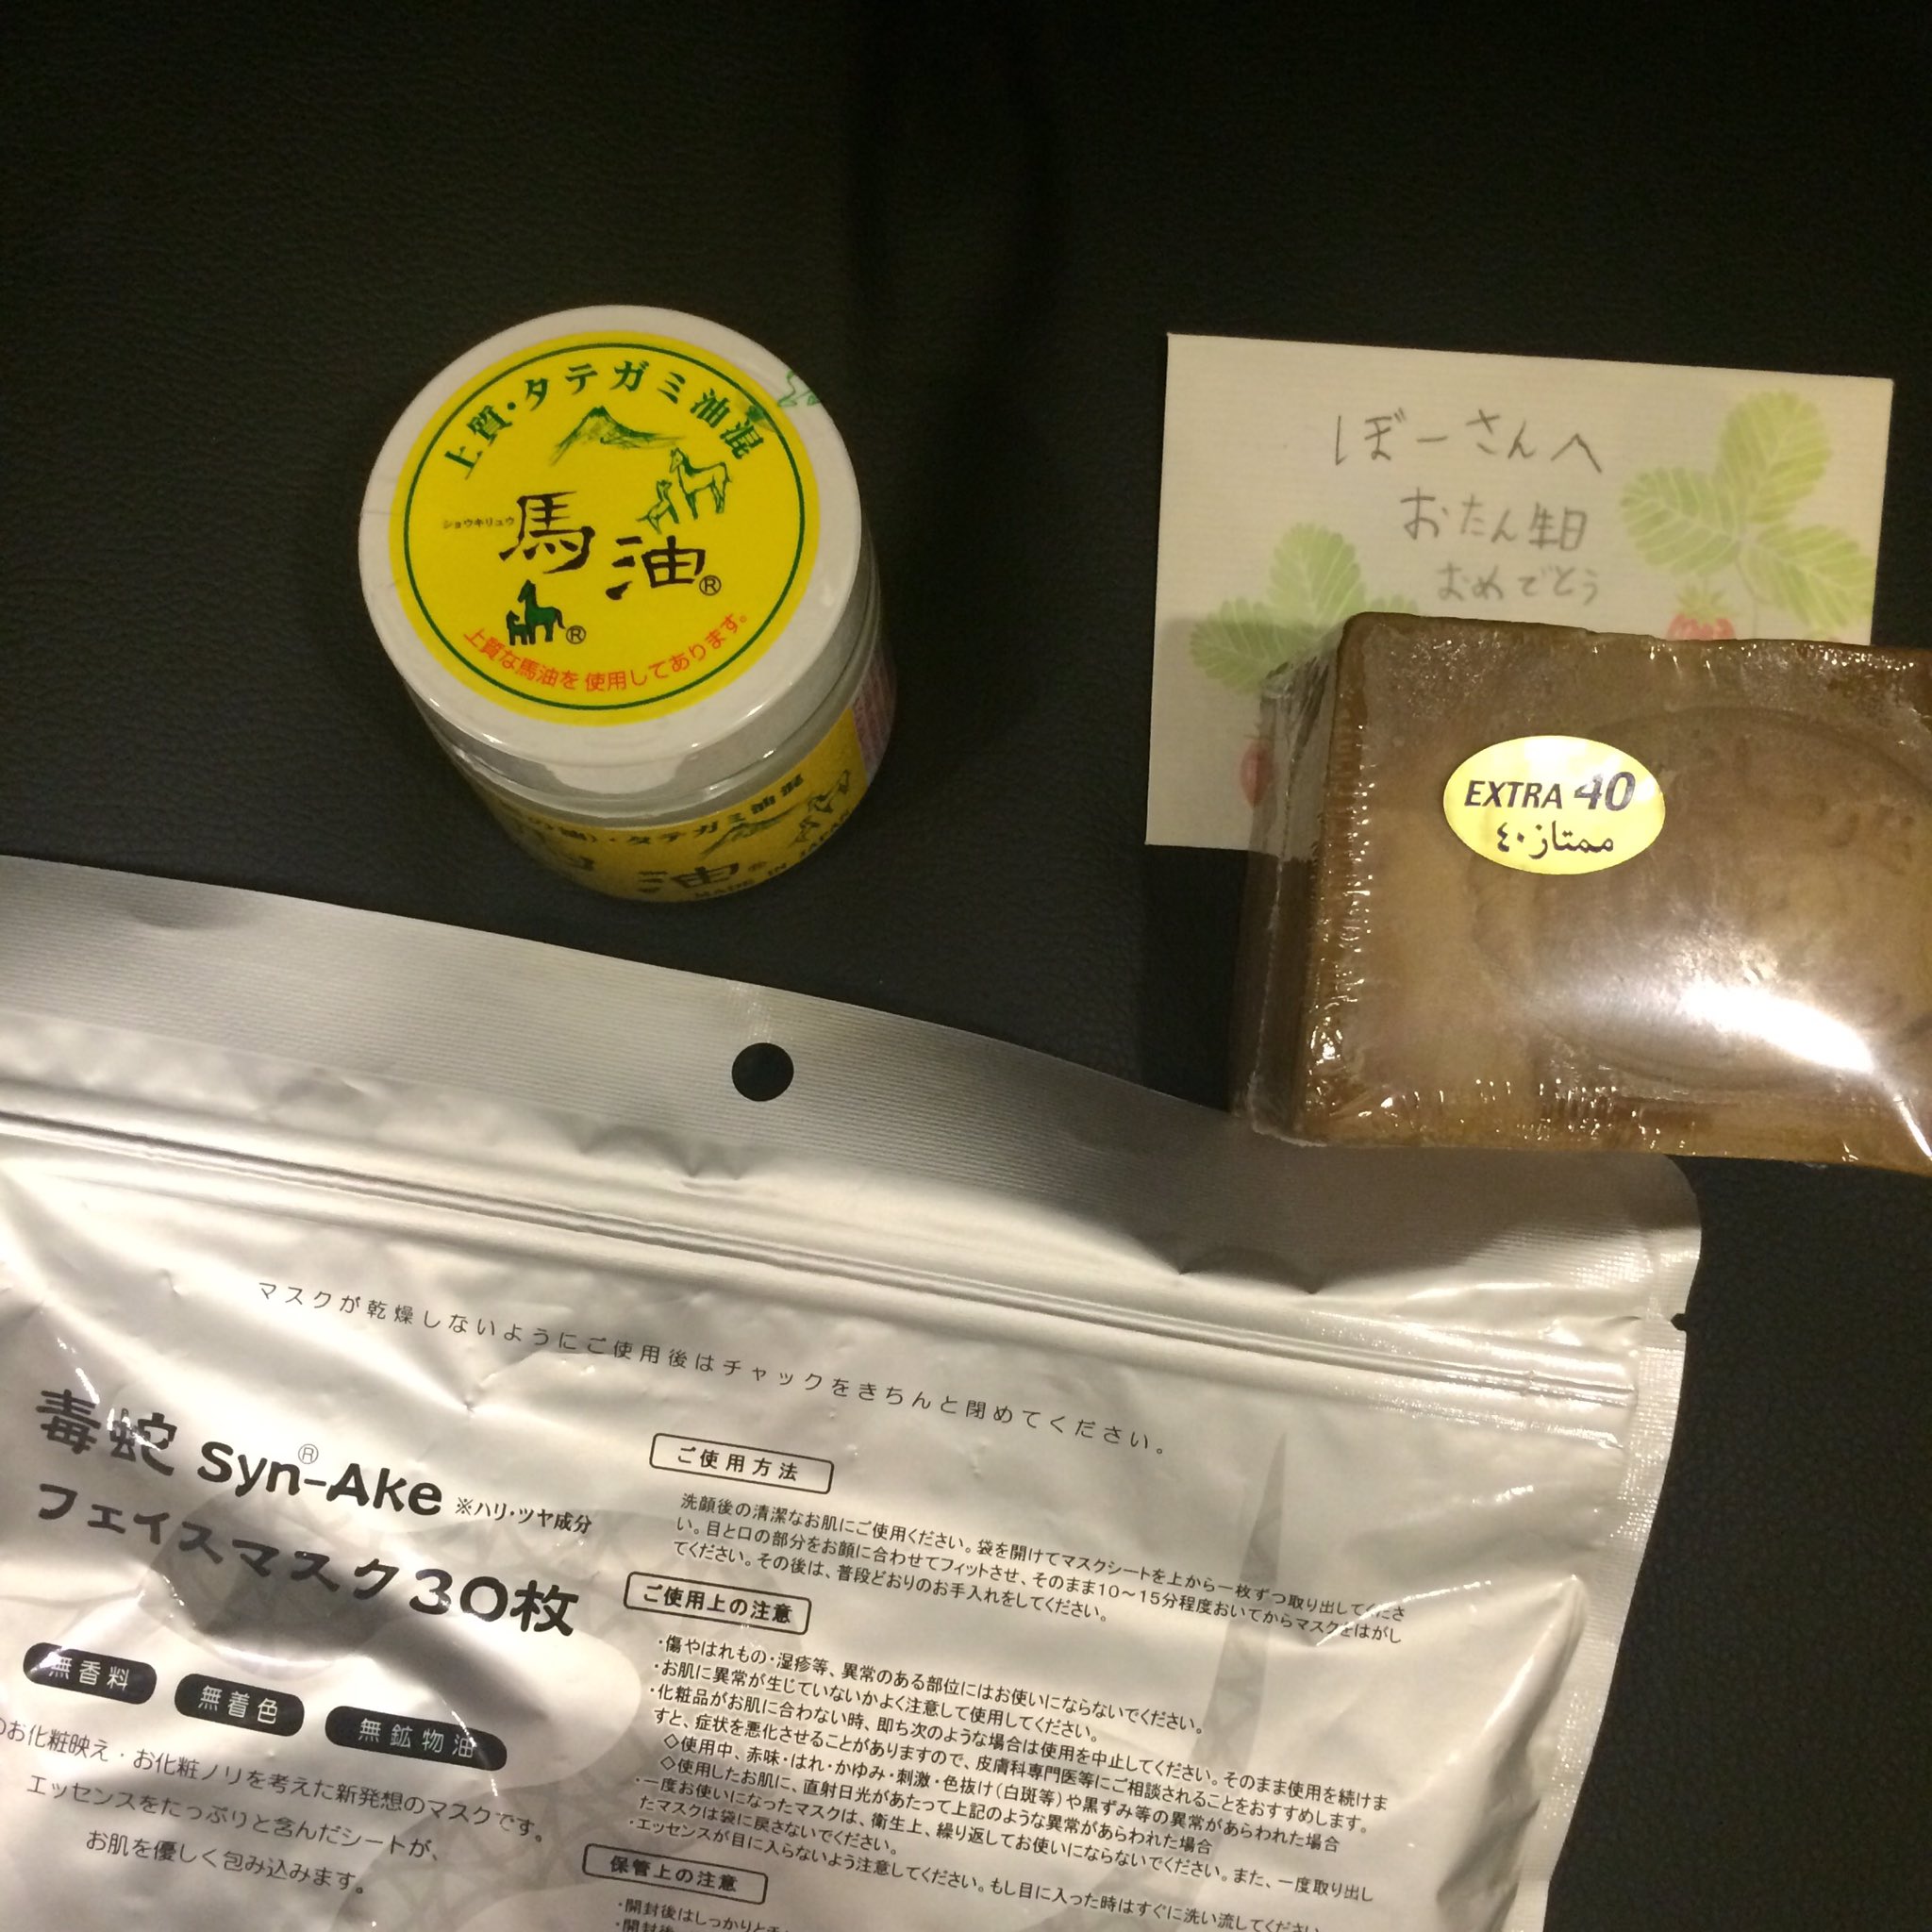 上質・タテガミ油混
ショウキリュウ
馬油®
®
上質な馬油を使用してあります。
・タテガミ油混
油
MADE IN JAPAN
ぼーさんへ
おたん生日
おめでとう
EXTRA 40
ممتاز ٤٠
マスクが乾燥しないようにご使用後はチャックをきちんと閉めてください。
毒蛇 syn®-Ake ※ハリ・ツヤ成分
フェイスマスク30枚
無香料 無着色 無鉱物油
のお化粧映え・お化粧ノリを考えた新発想のマスクです。
エッセンスをたっぷりと含んだシートが、
お肌を優しく包み込みます。
ご使用方法
洗顔後の清潔なお肌にご使用ください。袋を開けてマスクシートを上から一枚ずつ取り出してくださ
い。目と口の部分をお顔に合わせてフィットさせ、そのまま10～15分程度おいてからマスクをはがし
てください。その後は、普段どおりのお手入れをしてください。
ご使用上の注意
・傷やはれもの・湿疹等、異常のある部位にはお使いにならないでください。
・お肌に異常が生じていないかよく注意して使用してください。
・化粧品がお肌に合わない時、即ち次のような場合は使用を中止してください。そのまま使用を続けま
すと、症状を悪化させることがありますので、皮膚科専門医等にご相談されることをおすすめします。
◇使用中、赤味・はれ・かゆみ・刺激・色抜け(白斑等)や黒ずみ等の異常があらわれた場合
◇使用したお肌に、直射日光があたって上記のような異常があらわれた場合
・一度お使いになったマスクは、衛生上、繰り返してお使いにならないでください。また、一度取り出し
たマスクは袋に戻さないでください。
・エッセンスが目に入らないよう注意してください。もし目に入った時はすぐに洗い流してください。
保管上の注意
・開封後はしっかりと
・開封後